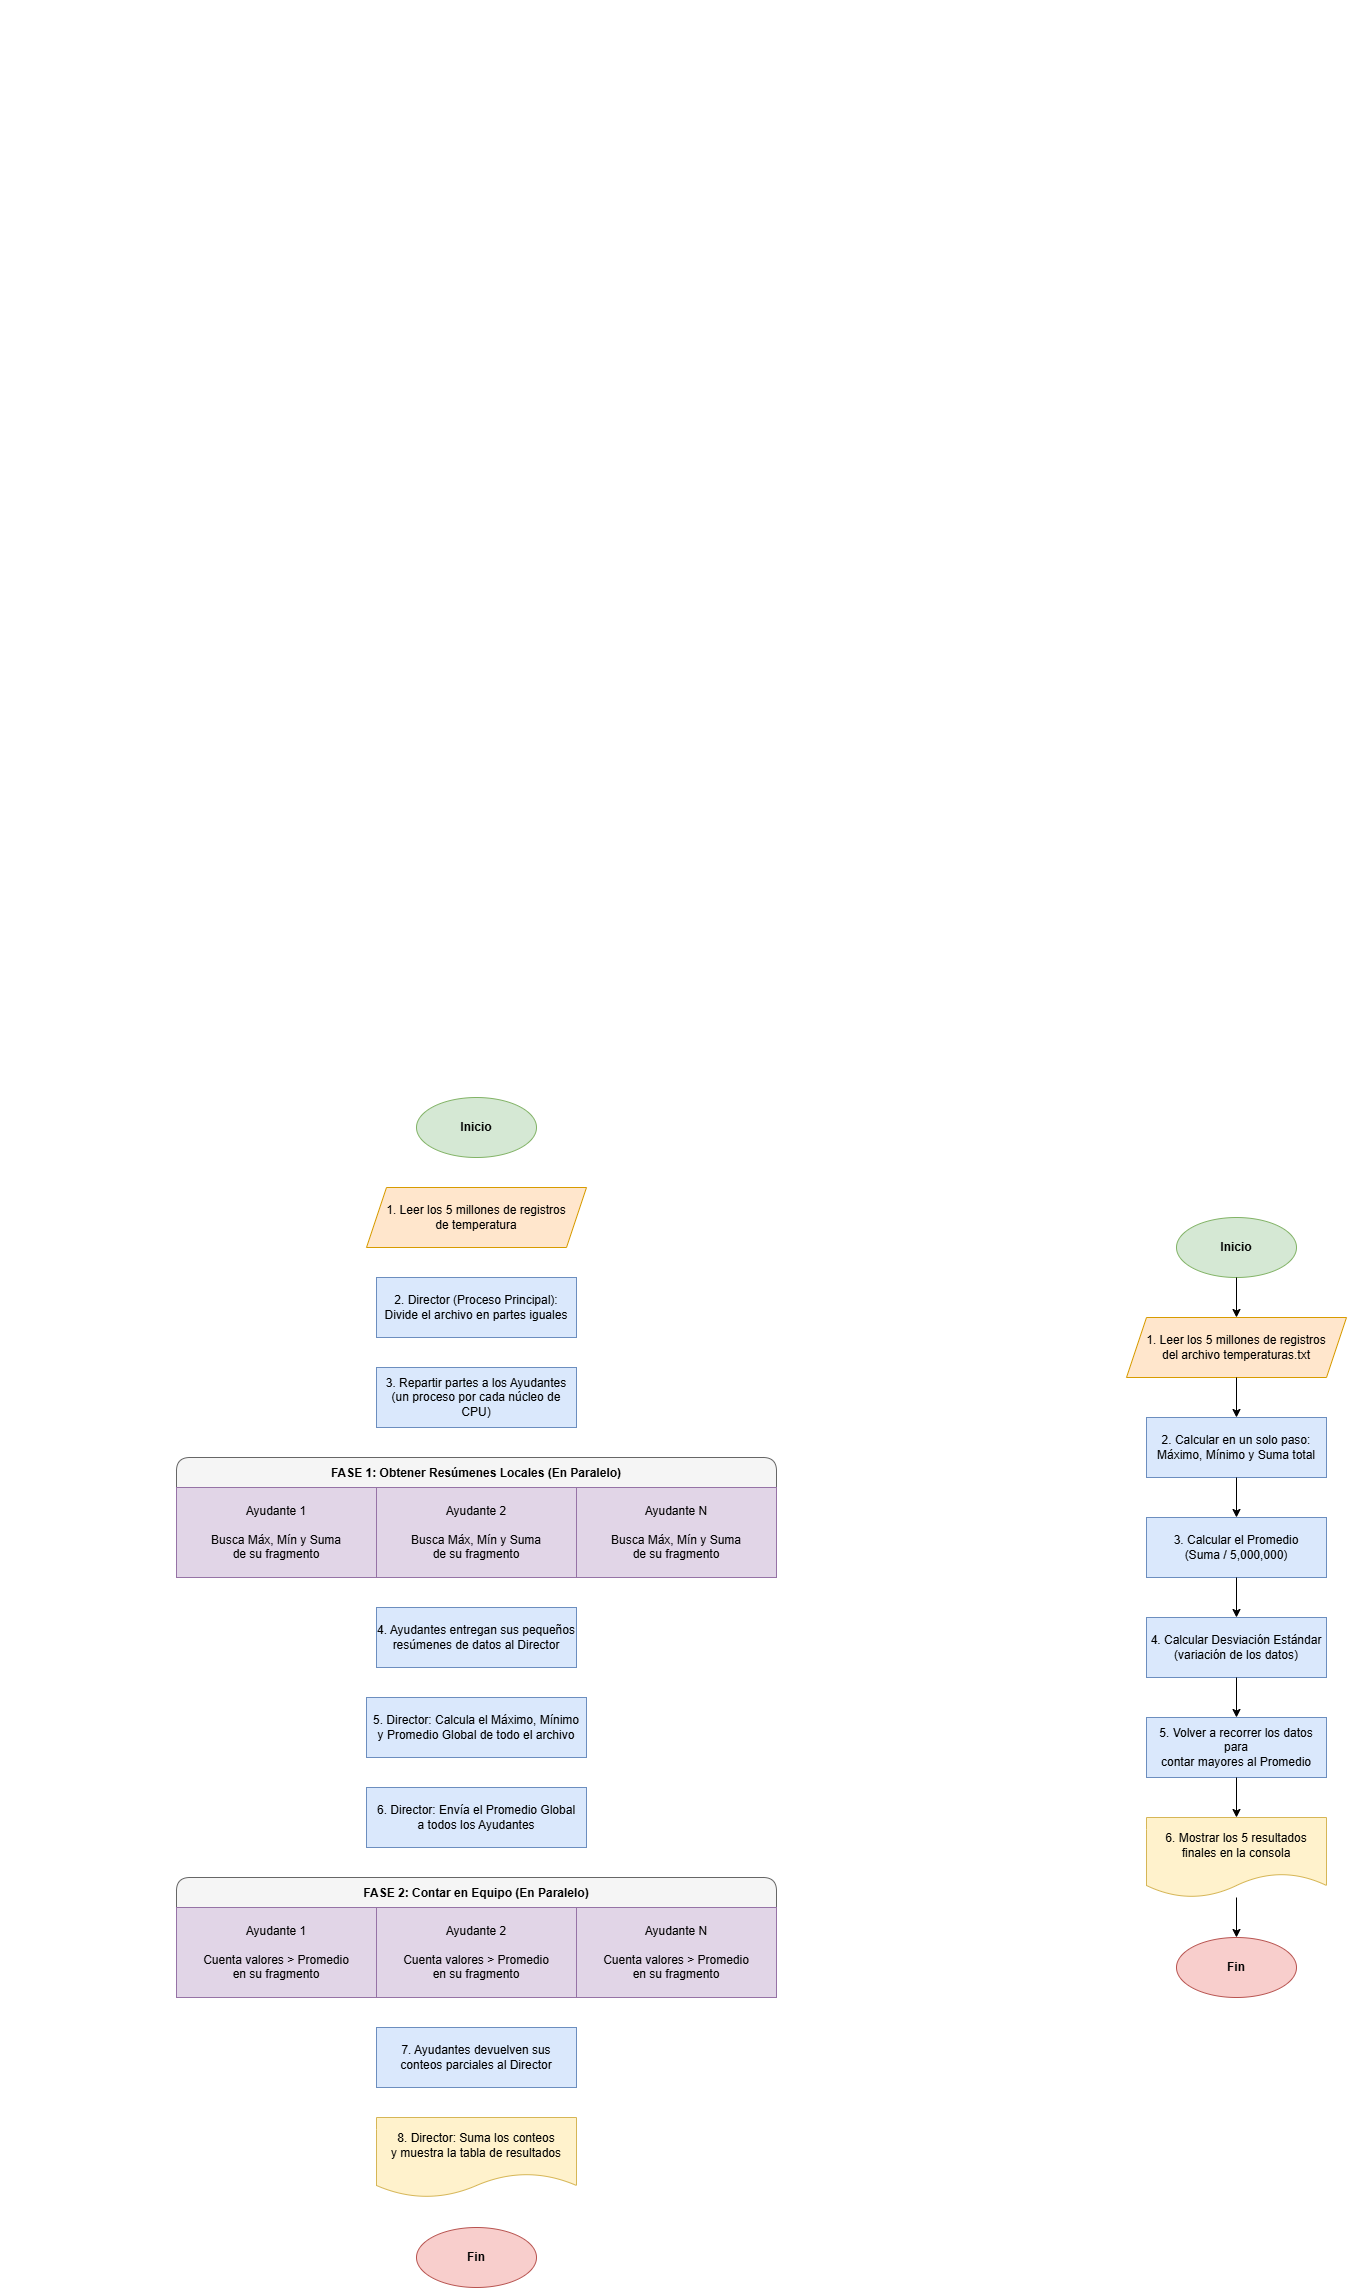 Inicio
1. Leer los 5 millones de registros
de temperatura
2. Director (Proceso Principal):
Divide el archivo en partes iguales
3. Repartir partes a los Ayudantes
(un proceso por cada núcleo de
CPU)
FASE 1: Obtener Resúmenes Locales (En Paralelo)
Ayudante 1
Busca Máx, Mín y Suma
de su fragmento
Ayudante 2
Busca Máx, Mín y Suma
de su fragmento
Ayudante N
Busca Máx, Mín y Suma
de su fragmento
4. Ayudantes entregan sus pequeños
resúmenes de datos al Director
5. Director: Calcula el Máximo, Mínimo
y Promedio Global de todo el archivo
6. Director: Envía el Promedio Global
a todos los Ayudantes
FASE 2: Contar en Equipo (En Paralelo)
Ayudante 1
Cuenta valores > Promedio
en su fragmento
Ayudante 2
Cuenta valores > Promedio
en su fragmento
Ayudante N
Cuenta valores > Promedio
en su fragmento
7. Ayudantes devuelven sus
conteos parciales al Director
8. Director: Suma los conteos
y muestra la tabla de resultados
Fin
Inicio
1. Leer los 5 millones de registros
del archivo temperaturas.txt
2. Calcular en un solo paso:
Máximo, Mínimo y Suma total
3. Calcular el Promedio
(Suma / 5,000,000)
4. Calcular Desviación Estándar
(variación de los datos)
5. Volver a recorrer los datos
para
contar mayores al Promedio
6. Mostrar los 5 resultados
finales en la consola
Fin